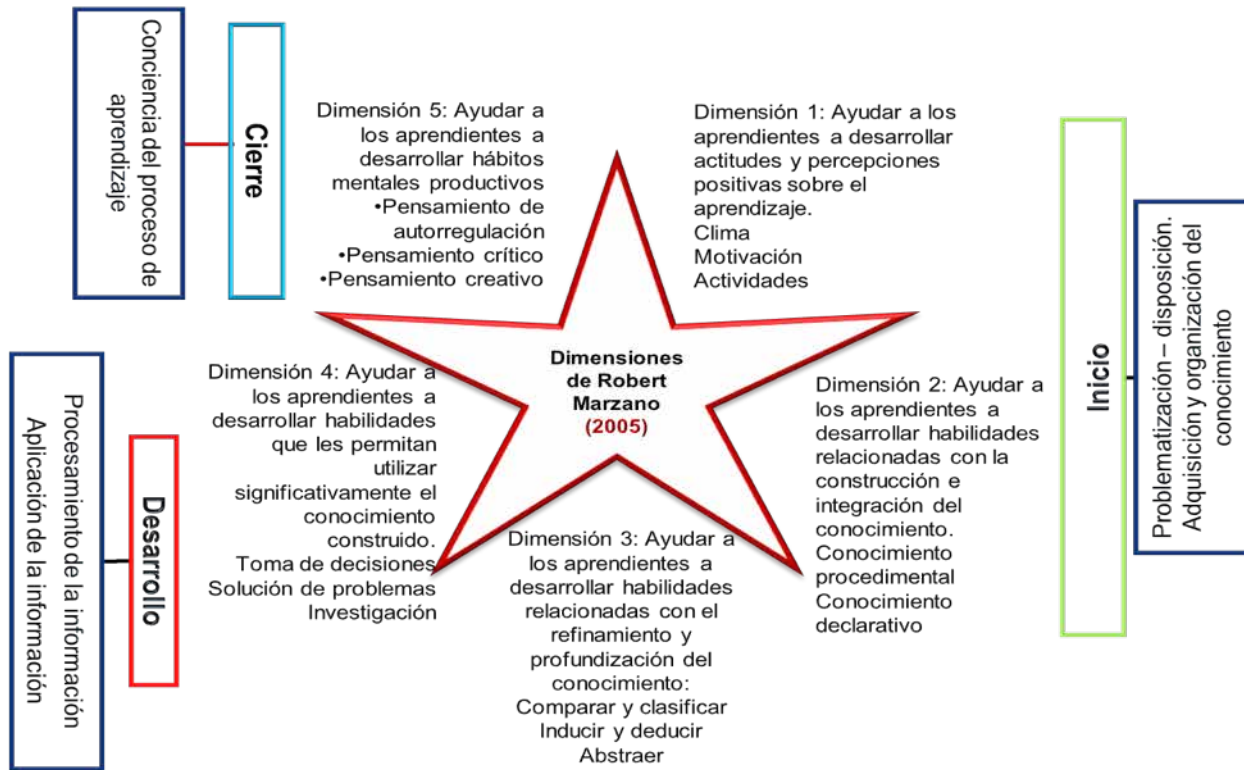 Dimensiones
de Robert
Marzano
(2005)
Dimensión 1: Ayudar a los
aprendientes a desarrollar
actitudes y percepciones
positivas sobre el
aprendizaje.
Clima
Motivación
Actividades
Dimensión 2: Ayudar a
los aprendientes a
desarrollar habilidades
relacionadas con la
construcción e
integración del
conocimiento.
Conocimiento
procedimental
Conocimiento
declarativo
Inicio
Problematización – disposición.
Adquisición y organización del
conocimiento
Dimensión 3: Ayudar a
los aprendientes a
desarrollar habilidades
relacionadas con el
refinamiento y
profundización del
conocimiento:
Comparar y clasificar
Inducir y deducir
Abstraer
Dimensión 4: Ayudar a
los aprendientes a
desarrollar habilidades
que les permitan
utilizar
significativamente el
conocimiento
construido.
Toma de decisiones
Solución de problemas
Investigación
Desarrollo
Procesamiento de la información
Aplicación de la información
Dimensión 5: Ayudar a
los aprendientes a
desarrollar hábitos
mentales productivos
•Pensamiento de
autorregulación
•Pensamiento crítico
•Pensamiento creativo
Cierre
Conciencia del proceso de
aprendizaje